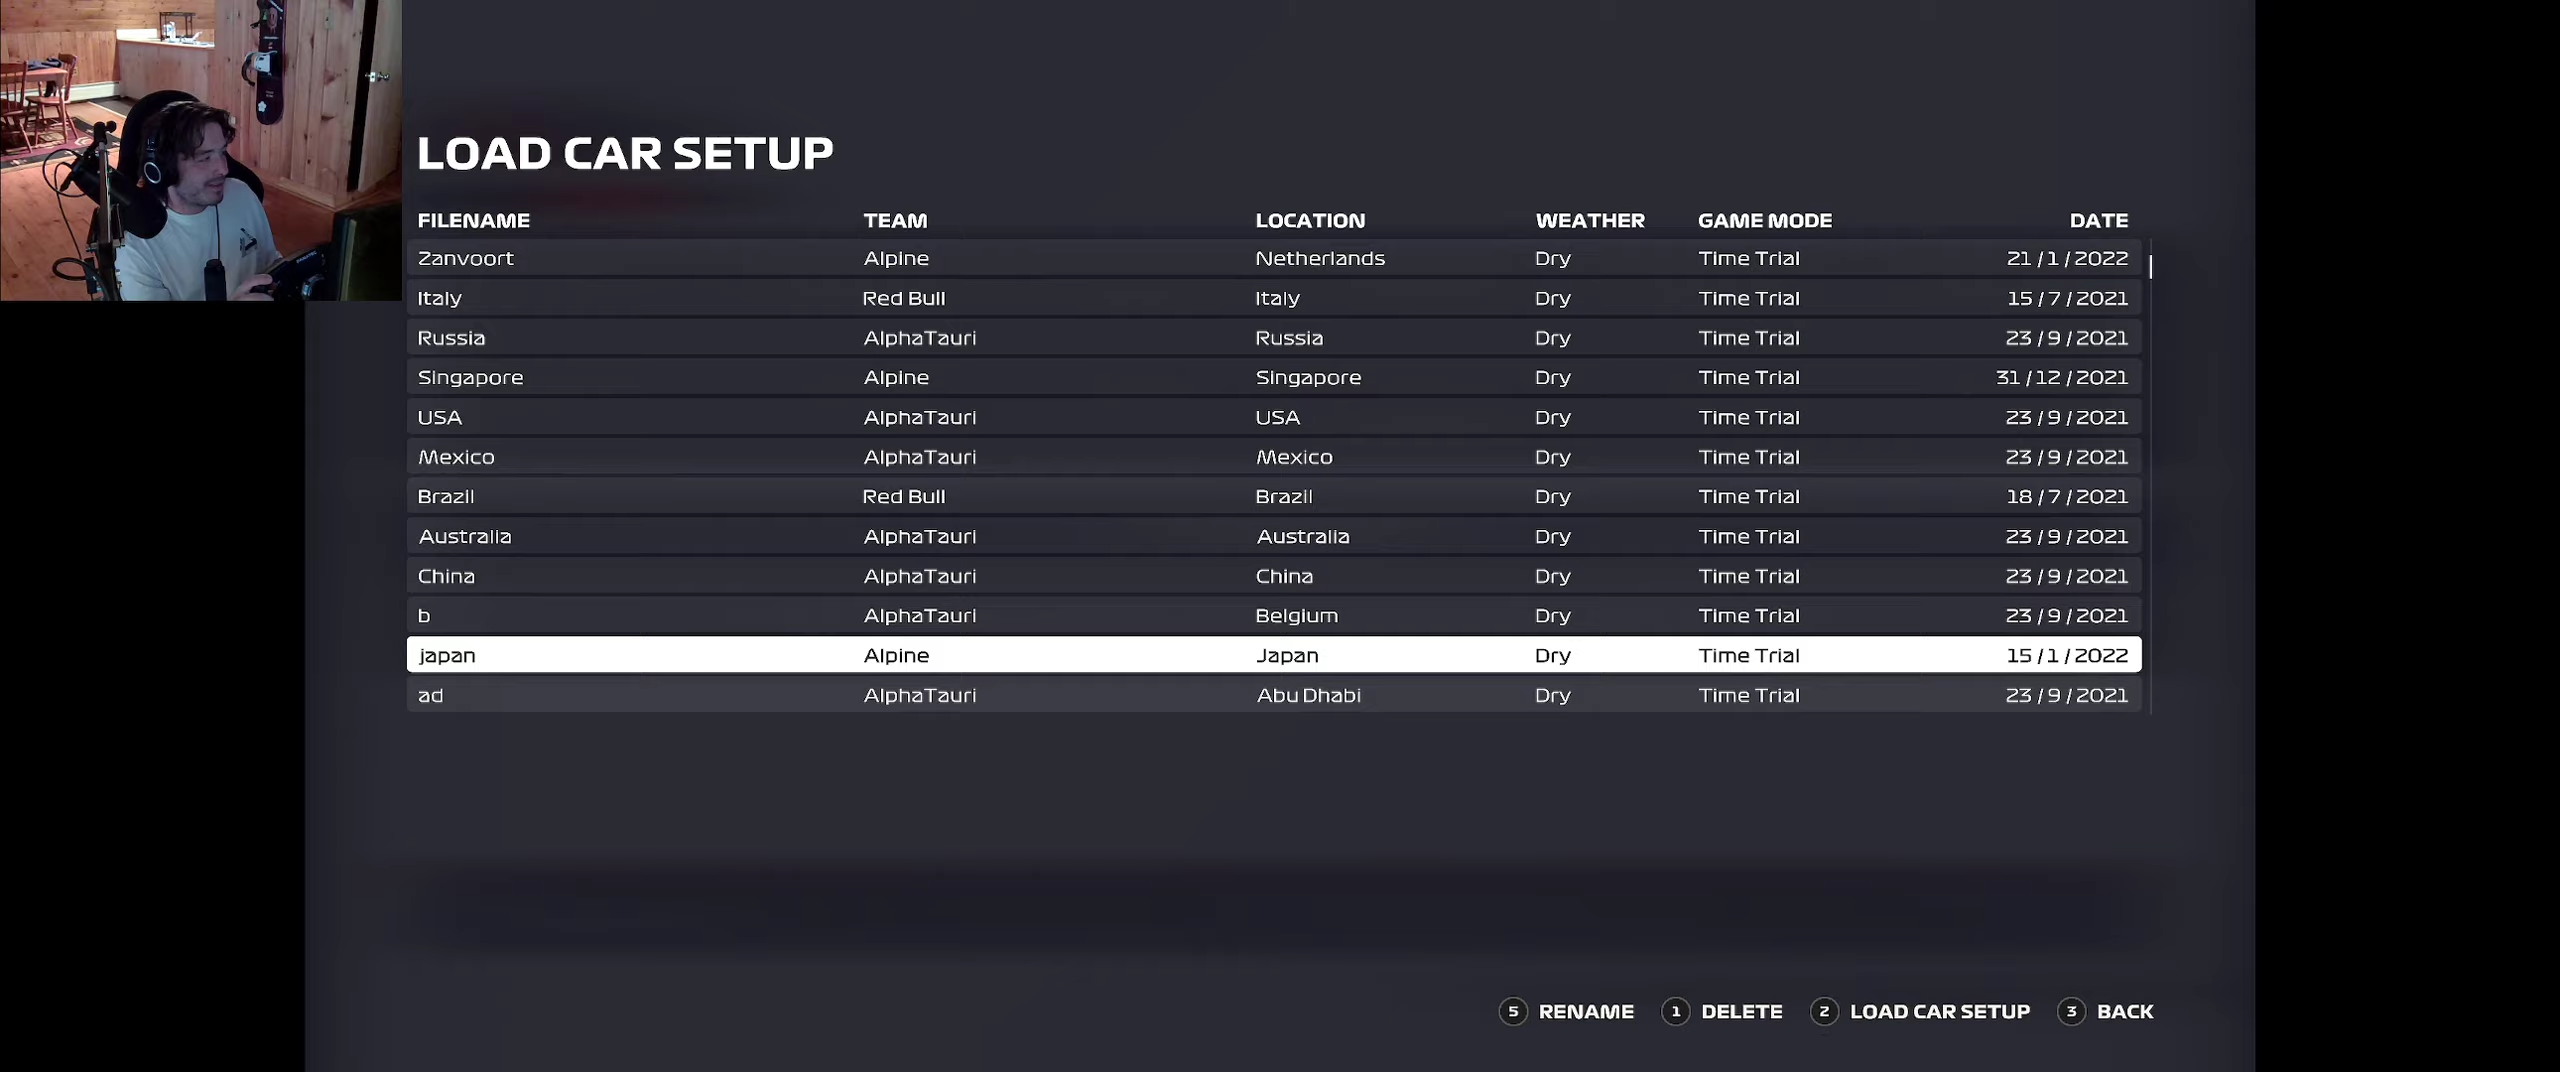 LOAD CAR SETUP
FILENAME TEAM LOCATION WEATHER GAME MODE DATE
Zanvoort Alpine Netherlands Dry Time Trial 21 / 1 / 2022
Italy Red Bull Italy Dry Time Trial 15 / 7 / 2021
Russia AlphaTauri Russia Dry Time Trial 23 / 9 / 2021
Singapore Alpine Singapore Dry Time Trial 31 / 12 / 2021
USA AlphaTauri USA Dry Time Trial 23 / 9 / 2021
Mexico AlphaTauri Mexico Dry Time Trial 23 / 9 / 2021
Brazil Red Bull Brazil Dry Time Trial 18 / 7 / 2021
Australia AlphaTauri Australia Dry Time Trial 23 / 9 / 2021
China AlphaTauri China Dry Time Trial 23 / 9 / 2021
b AlphaTauri Belgium Dry Time Trial 23 / 9 / 2021
japan Alpine Japan Dry Time Trial 15 / 1 / 2022
ad AlphaTauri Abu Dhabi Dry Time Trial 23 / 9 / 2021
5 RENAME 1 DELETE 2 LOAD CAR SETUP 3 BACK